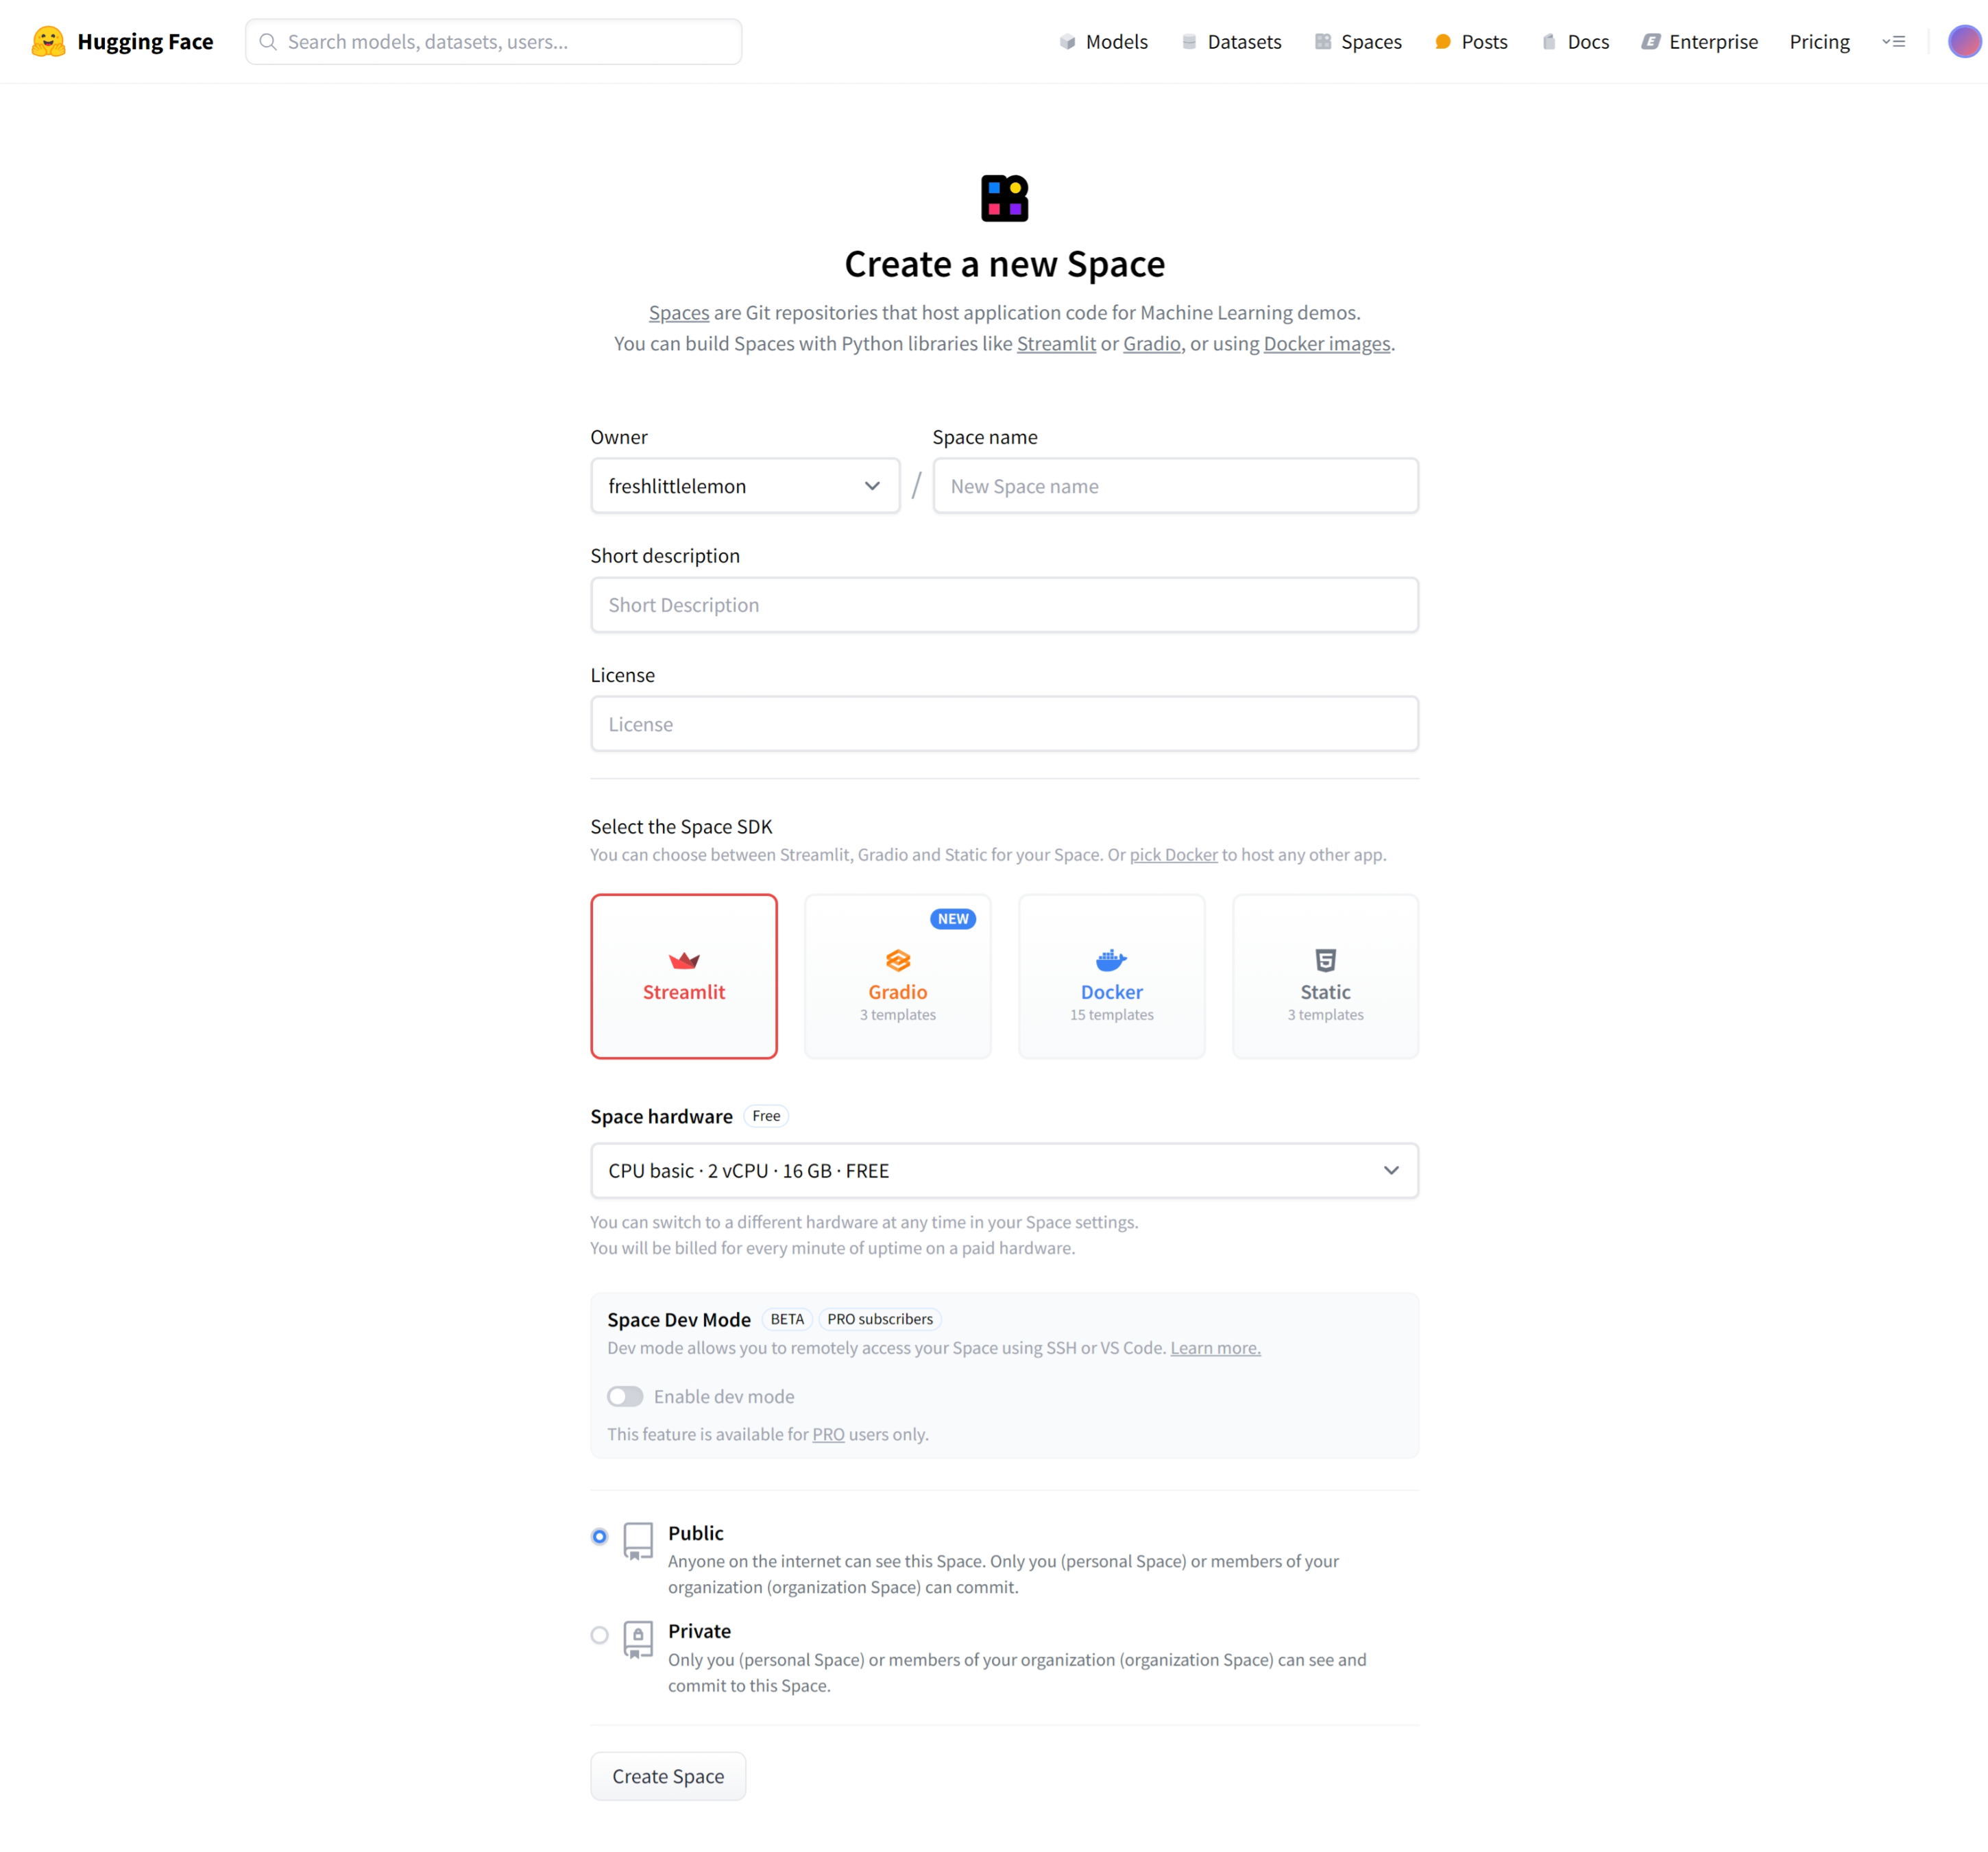 Hugging Face
Search models, datasets, users...
Models
Datasets
Spaces
Posts
Docs
Enterprise
Pricing
Create a new Space
Spaces are Git repositories that host application code for Machine Learning demos.
You can build Spaces with Python libraries like Streamlit or Gradio, or using Docker images.
Owner
Space name
freshlittlelemon
/
New Space name
Short description
Short Description
License
License
Select the Space SDK
You can choose between Streamlit, Gradio and Static for your Space. Or pick Docker to host any other app.
Streamlit
NEW
Gradio
3 templates
Docker
15 templates
Static
3 templates
Space hardware Free
CPU basic · 2 vCPU · 16 GB · FREE
You can switch to a different hardware at any time in your Space settings.
You will be billed for every minute of uptime on a paid hardware.
Space Dev Mode BETA PRO subscribers
Dev mode allows you to remotely access your Space using SSH or VS Code. Learn more.
Enable dev mode
This feature is available for PRO users only.
Public
Anyone on the internet can see this Space. Only you (personal Space) or members of your
organization (organization Space) can commit.
Private
Only you (personal Space) or members of your organization (organization Space) can see and
commit to this Space.
Create Space